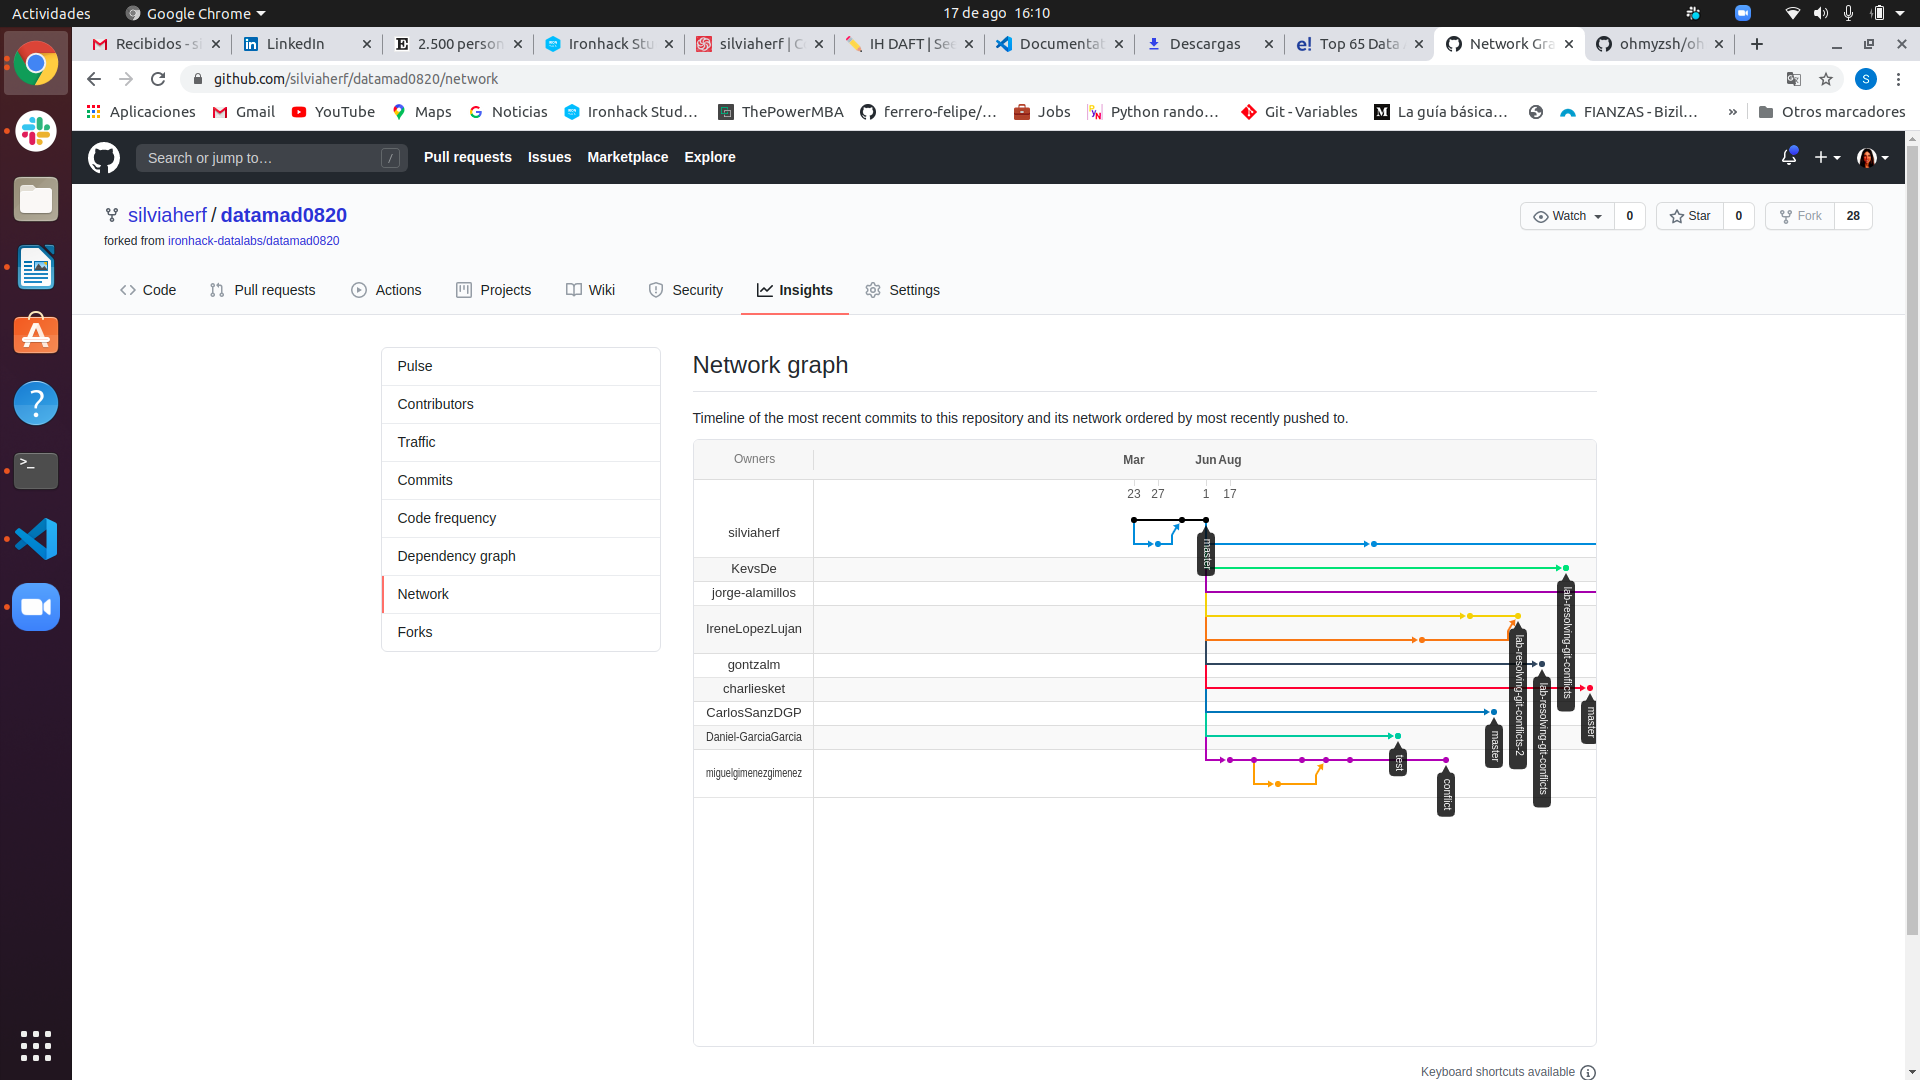 Actividades
Google Chrome
17 de ago 16:10
Recibidos - si
LinkedIn
2.500 person
Ironhack Stu
silviaherf | Co
IH DAFT | See
Documentat
Descargas
Top 65 Data
Network Gra
ohmyzsh/oh
github.com/silviaherf/datamad0820/network
S
Aplicaciones
Gmail
YouTube
Maps
Noticias
Ironhack Stud…
ThePowerMBA
ferrero-felipe/…
Jobs
Python rando…
Git - Variables
La guía básica…
FIANZAS - Bizil…
»
Otros marcadores
Search or jump to…
/
Pull requests
Issues
Marketplace
Explore
silviaherf / datamad0820
forked from ironhack-datalabs/datamad0820
Watch
0
Star
0
Fork
28
Code
Pull requests
Actions
Projects
Wiki
Security
Insights
Settings
Pulse
Contributors
Traffic
Commits
Code frequency
Dependency graph
Network
Forks
Network graph
Timeline of the most recent commits to this repository and its network ordered by most recently pushed to.
Owners
Mar
Jun
Aug
23
27
1
17
silviaherf
KevsDe
jorge-alamillos
IreneLopezLujan
gontzalm
charliesket
CarlosSanzDGP
Daniel-GarciaGarcia
miguelgimenezgimenez
master
lab-resolving-git-conflicts
lab-resolving-git-conflicts-2
lab-resolving-git-conflicts
master
master
test
conflict
Keyboard shortcuts available